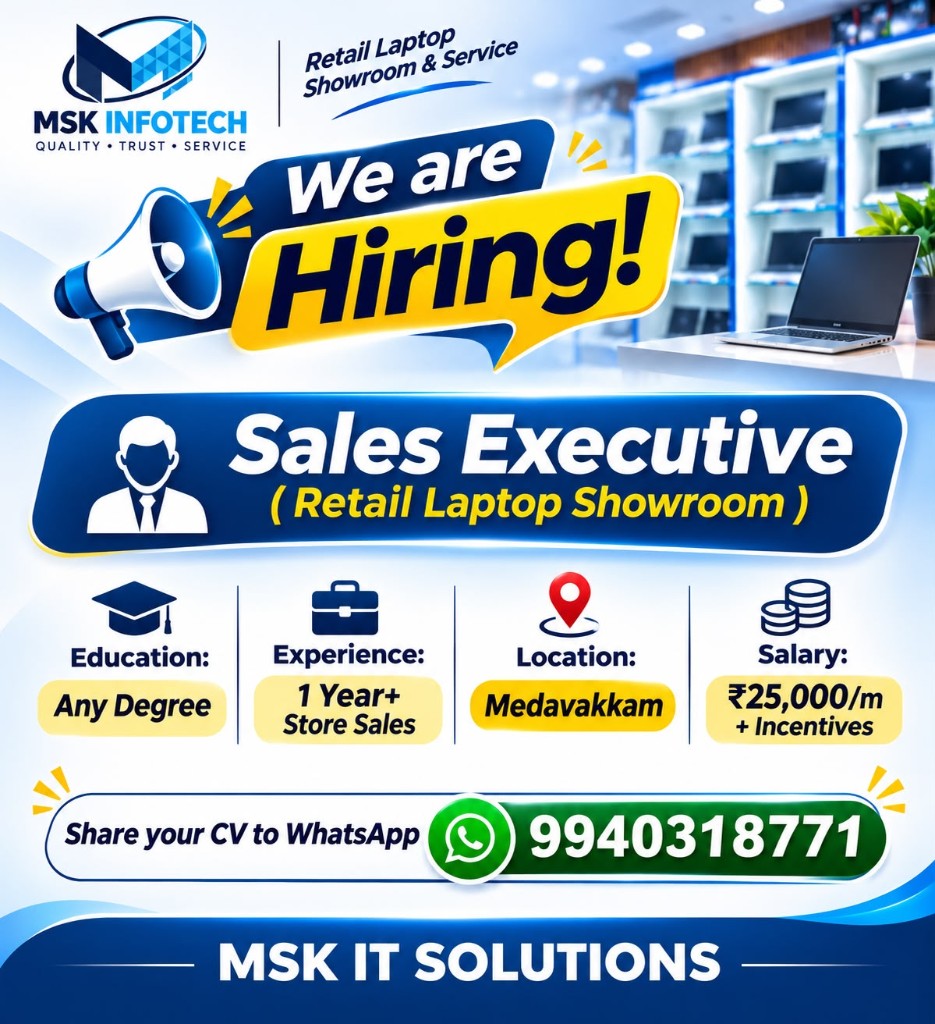 MSK INFOTECH
QUALITY • TRUST • SERVICE
Retail Laptop
Showroom & Service
We are
Hiring!
Sales Executive
( Retail Laptop Showroom )
Education:
Any Degree
Experience:
1 Year+
Store Sales
Location:
Medavakkam
Salary:
₹25,000/m
+ Incentives
Share your CV to WhatsApp
9940318771
MSK IT SOLUTIONS